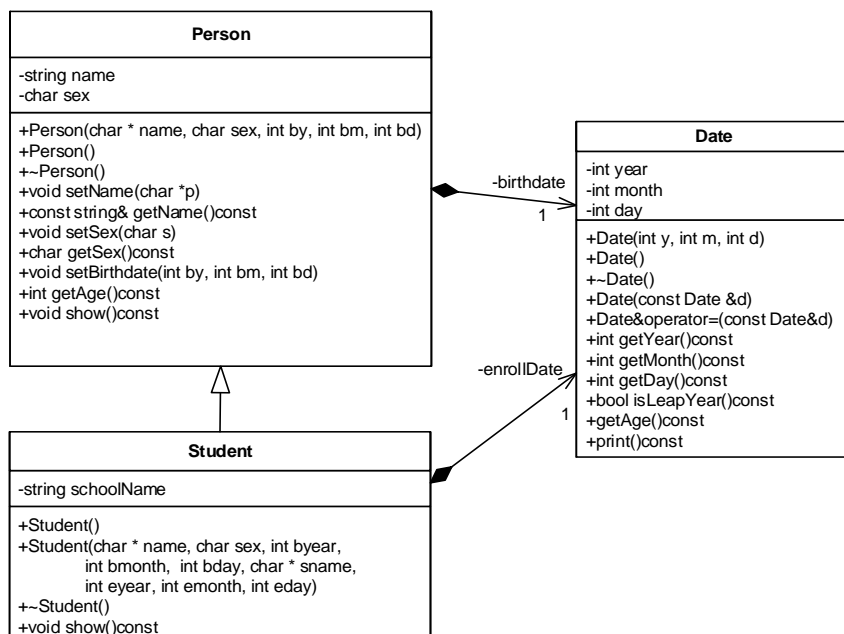 Person
-string name
-char sex
+Person(char * name, char sex, int by, int bm, int bd)
+Person()
+~Person()
+void setName(char *p)
+const string& getName()const
+void setSex(char s)
+char getSex()const
+void setBirthdate(int by, int bm, int bd)
+int getAge()const
+void show()const
-birthdate
1
Date
-int year
-int month
-int day
+Date(int y, int m, int d)
+Date()
+~Date()
+Date(const Date &d)
+Date&operator=(const Date&d)
+int getYear()const
+int getMonth()const
+int getDay()const
+bool isLeapYear()const
+getAge()const
+print()const
-enrollDate
1
Student
-string schoolName
+Student()
+Student(char * name, char sex, int byear,
int bmonth, int bday, char * sname,
int eyear, int emonth, int eday)
+~Student()
+void show()const